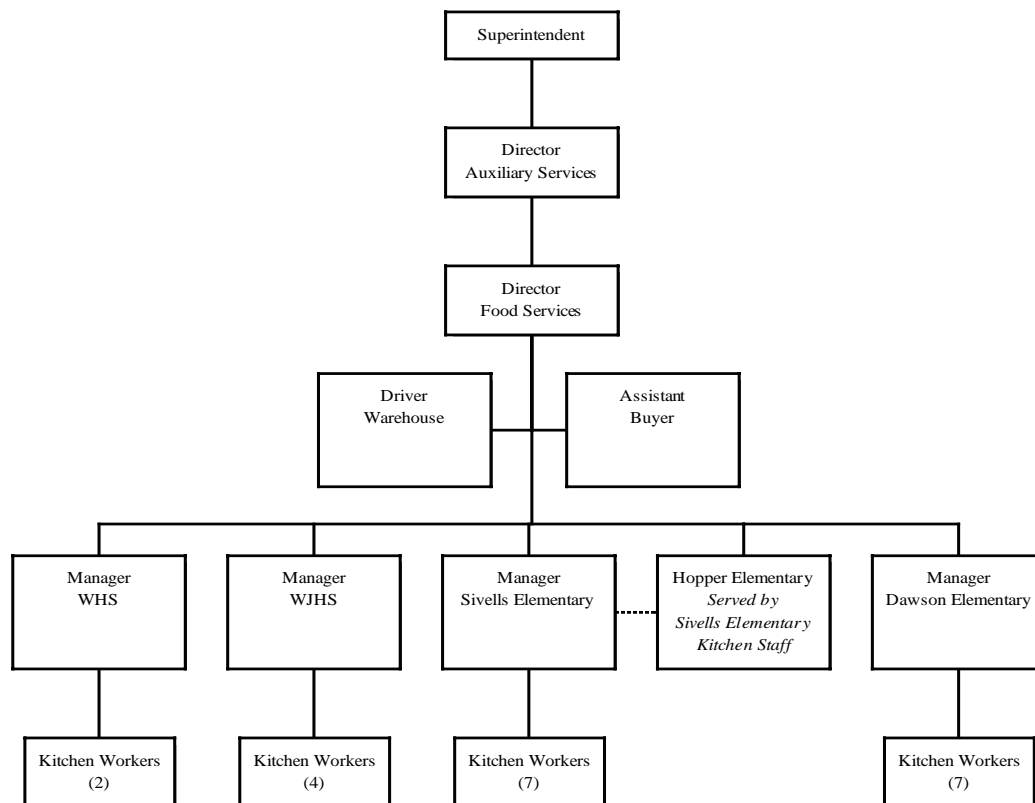 Superintendent
Director
Auxiliary Services
Director
Food Services
Driver
Warehouse
Assistant
Buyer
Manager
WHS
Manager
WJHS
Manager
Sivells Elementary
Hopper Elementary
Served by
Sivells Elementary
Kitchen Staff
Manager
Dawson Elementary
Kitchen Workers
(2)
Kitchen Workers
(4)
Kitchen Workers
(7)
Kitchen Workers
(7)